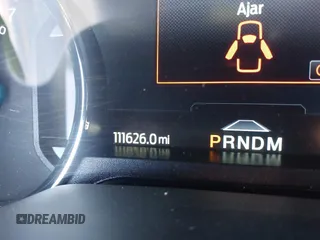 Ajar
111626.0 mi
PRNDM
DREAMBID